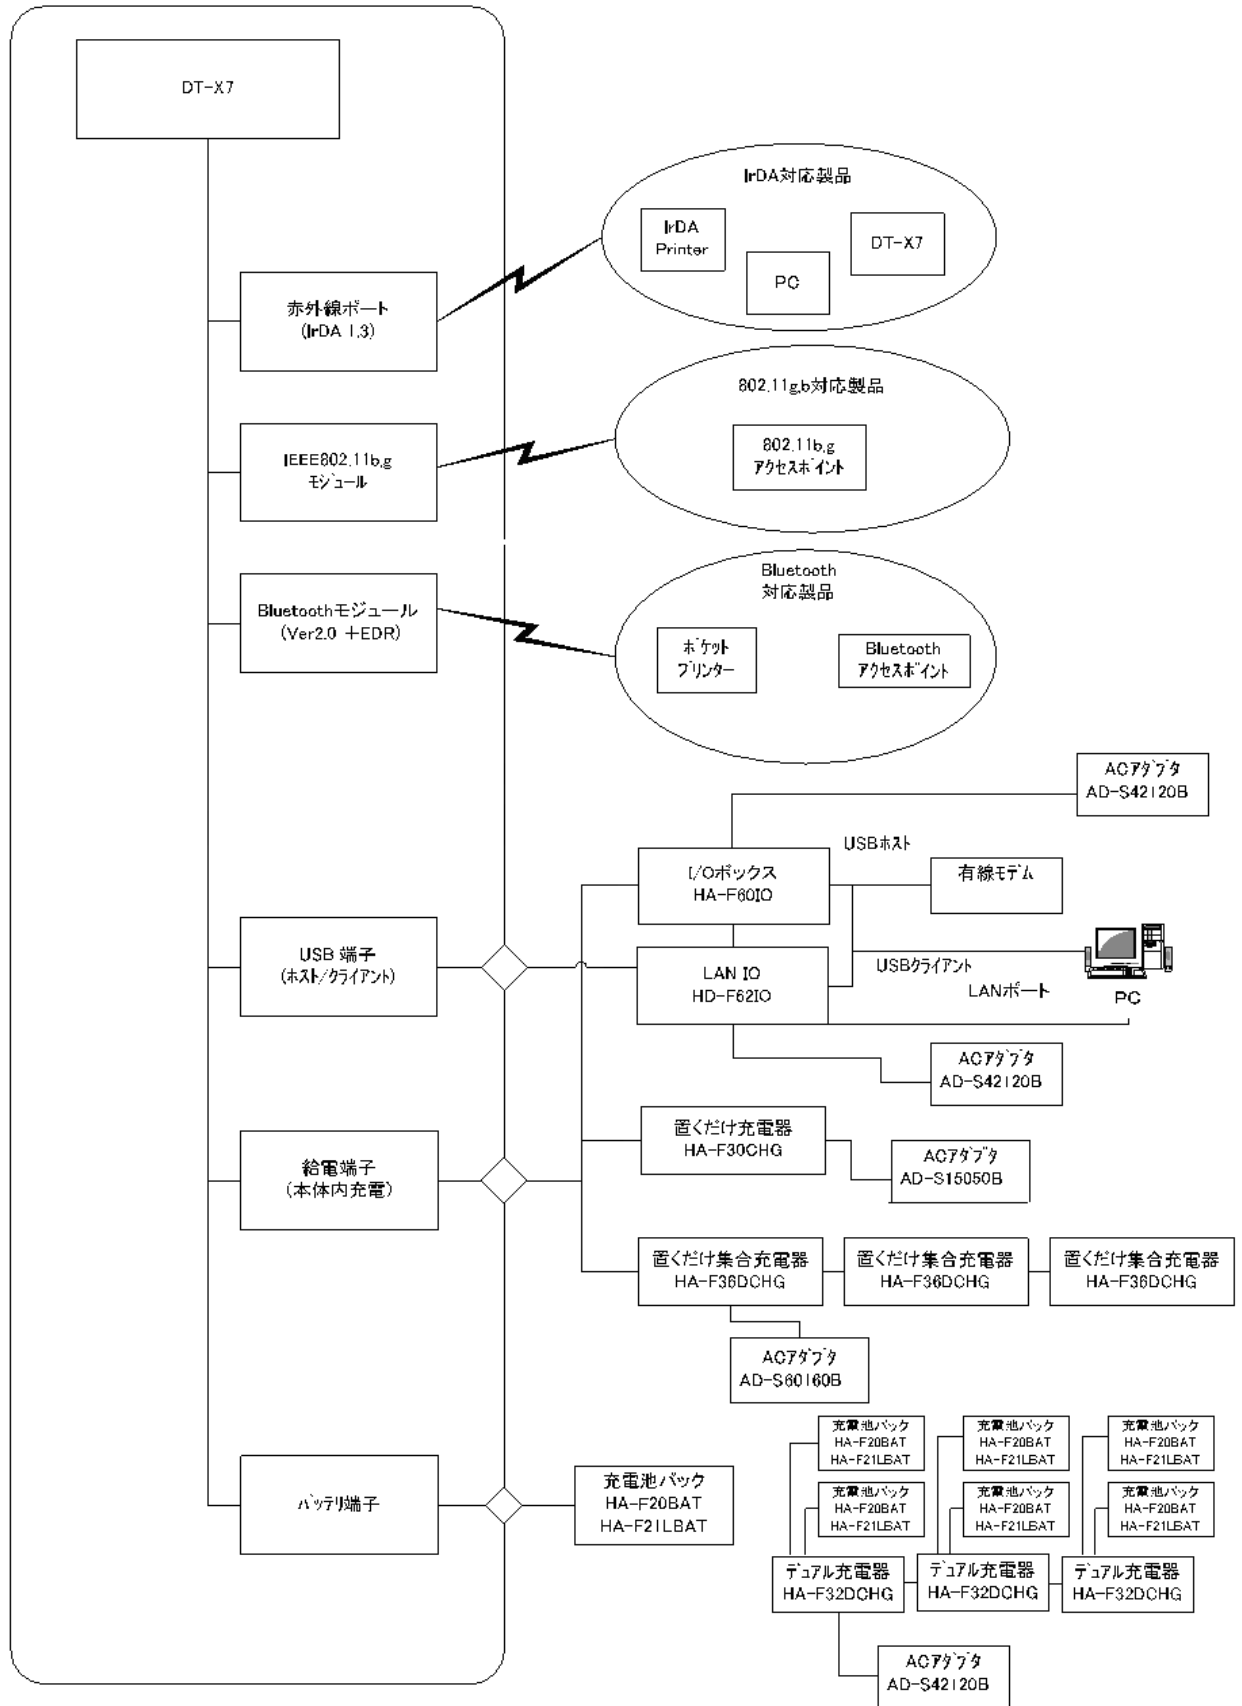 DT-X7
IrDA対応製品
IrDA
Printer
PC
DT-X7
赤外線ポート
(IrDA 1.3)
802.11g,b対応製品
802.11b,g
アクセスポイント
IEEE802.11b,g
モジュール
Bluetooth
対応製品
Bluetoothモジュール
(Ver2.0 +EDR)
ポケット
プリンター
Bluetooth
アクセスポイント
ACアダプタ
AD-S42120B
USBホスト
I/Oボックス
HA-F60IO
有線モデム
USB 端子
(ホスト/クライアント)
LAN IO
HD-F62IO
USBクライアント
LANポート
PC
ACアダプタ
AD-S42120B
置くだけ充電器
HA-F30CHG
給電端子
(本体内充電)
ACアダプタ
AD-S15050B
置くだけ集合充電器
HA-F36DCHG
置くだけ集合充電器
HA-F36DCHG
置くだけ集合充電器
HA-F36DCHG
ACアダプタ
AD-S60160B
バッテリ端子
充電池パック
HA-F20BAT
HA-F21LBAT
充電池パック
HA-F20BAT
HA-F21LBAT
充電池パック
HA-F20BAT
HA-F21LBAT
充電池パック
HA-F20BAT
HA-F21LBAT
充電池パック
HA-F20BAT
HA-F21LBAT
充電池パック
HA-F20BAT
HA-F21LBAT
充電池パック
HA-F20BAT
HA-F21LBAT
デュアル充電器
HA-F32DCHG
デュアル充電器
HA-F32DCHG
デュアル充電器
HA-F32DCHG
ACアダプタ
AD-S42120B